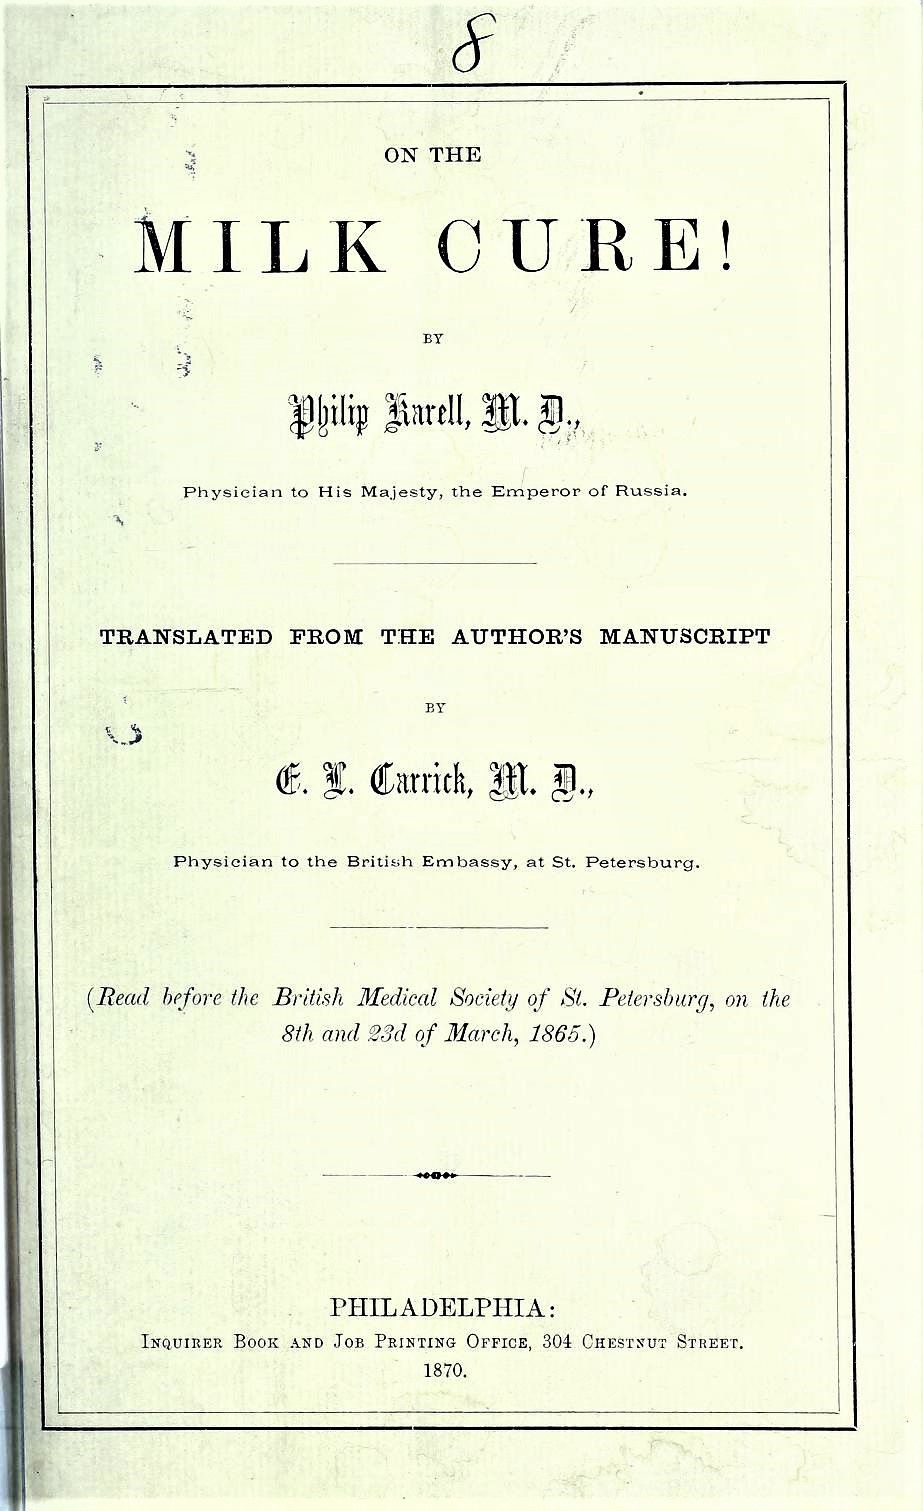 8
ON THE
MILK CURE!
BY
Philip Karell, M. D.,
Physician to His Majesty, the Emperor of Russia.
TRANSLATED FROM THE AUTHOR'S MANUSCRIPT
BY
E. L. Carrick, M. D.,
Physician to the British Embassy, at St. Petersburg.
(Read before the British Medical Society of St. Petersburg, on the
8th and 23d of March, 1865.)
PHILADELPHIA:
INQUIRER BOOK AND JOB PRINTING OFFICE, 304 CHESTNUT STREET.
1870.